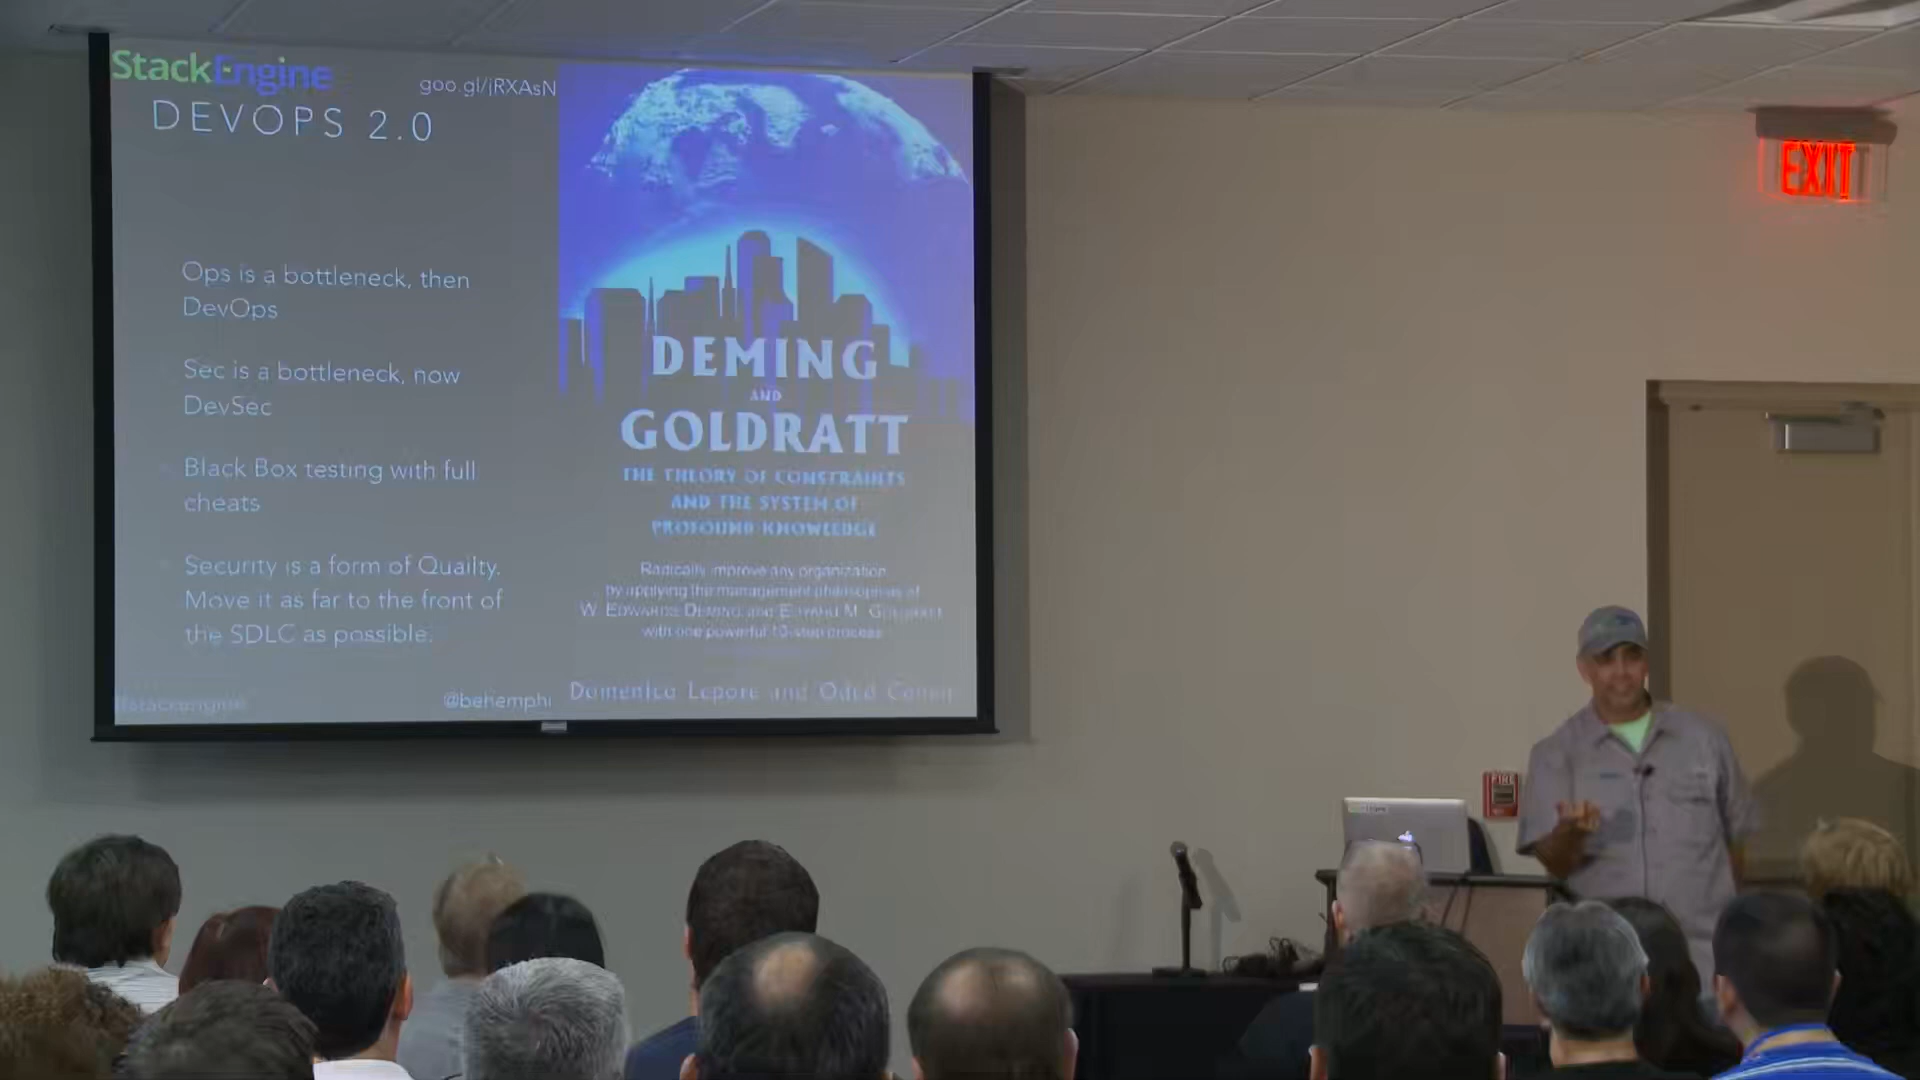 StackEngine
goo.gl/jRXAsN
DEVOPS 2.0
Ops is a bottleneck, then
DevOps
Sec is a bottleneck, now
DevSec
Black Box testing with full
cheats
Security is a form of Quailty.
Move it as far to the front of
the SDLC as possible.
@stackengine
@behemphi
DEMING
AND
GOLDRATT
THE THEORY OF CONSTRAINTS
AND THE SYSTEM OF
PROFOUND KNOWLEDGE
Radically improve any organization
by applying the management philosophies of
W. EDWARDS DEMING and ELIYAHU M. GOLDRATT
with one powerful 10-step process
Domenico Lepore and Oded Cohen
EXIT
FIRE